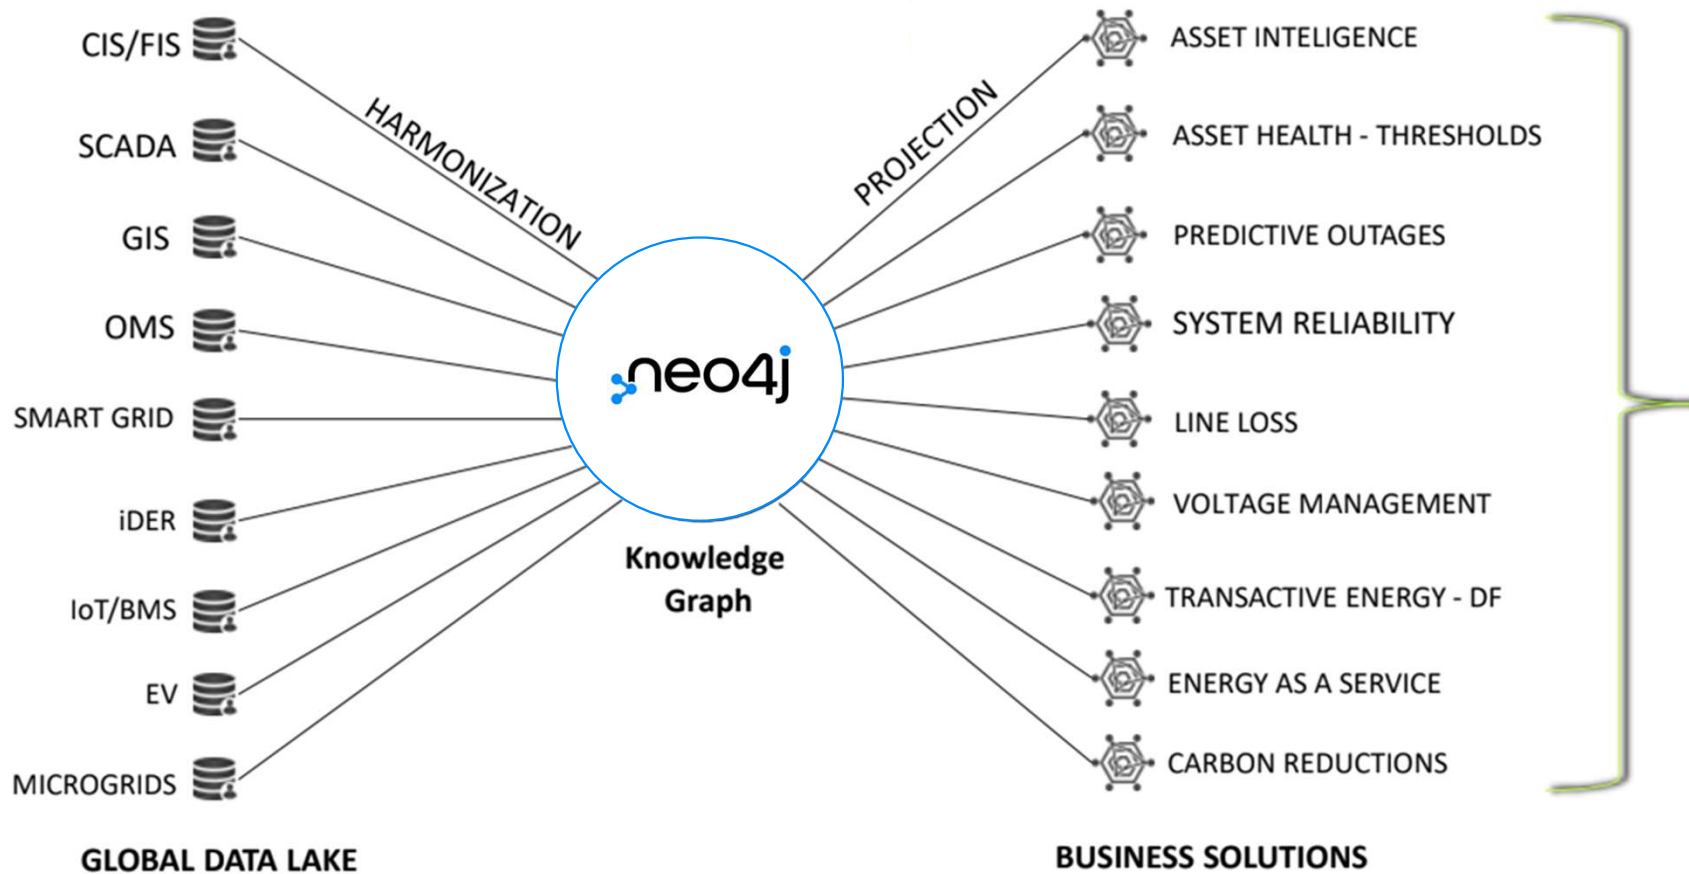 CIS/FIS
SCADA
GIS
OMS
SMART GRID
iDER
IoT/BMS
EV
MICROGRIDS
GLOBAL DATA LAKE
HARMONIZATION
neo4j
Knowledge
Graph
PROJECTION
ASSET INTELIGENCE
ASSET HEALTH - THRESHOLDS
PREDICTIVE OUTAGES
SYSTEM RELIABILITY
LINE LOSS
VOLTAGE MANAGEMENT
TRANSACTIVE ENERGY - DF
ENERGY AS A SERVICE
CARBON REDUCTIONS
BUSINESS SOLUTIONS